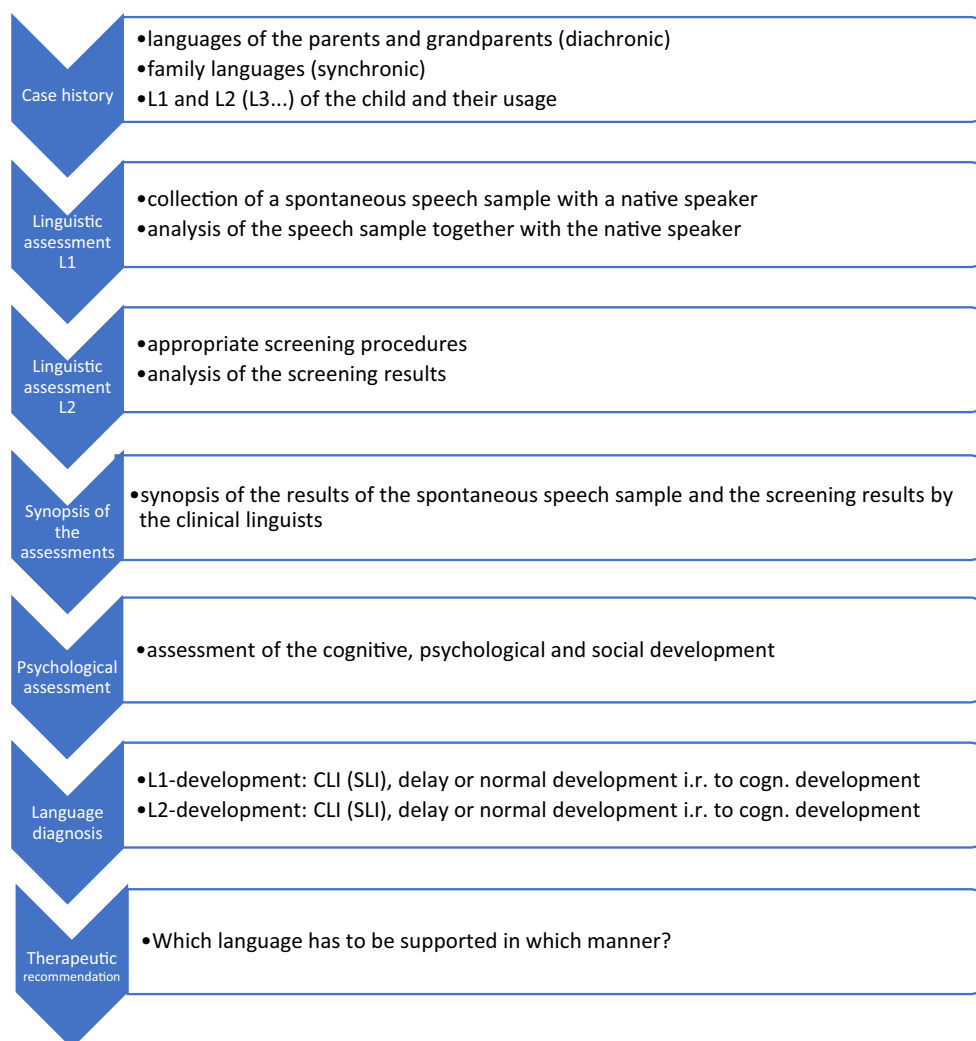 Case history
•languages of the parents and grandparents (diachronic)
•family languages (synchronic)
•L1 and L2 (L3...) of the child and their usage
Linguistic
assessment
L1
•collection of a spontaneous speech sample with a native speaker
•analysis of the speech sample together with the native speaker
Linguistic
assessment
L2
•appropriate screening procedures
•analysis of the screening results
Synopsis of
the
assessments
•synopsis of the results of the spontaneous speech sample and the screening results by
the clinical linguists
Psychological
assessment
•assessment of the cognitive, psychological and social development
Language
diagnosis
•L1-development: CLI (SLI), delay or normal development i.r. to cogn. development
•L2-development: CLI (SLI), delay or normal development i.r. to cogn. development
Therapeutic
recommendation
•Which language has to be supported in which manner?